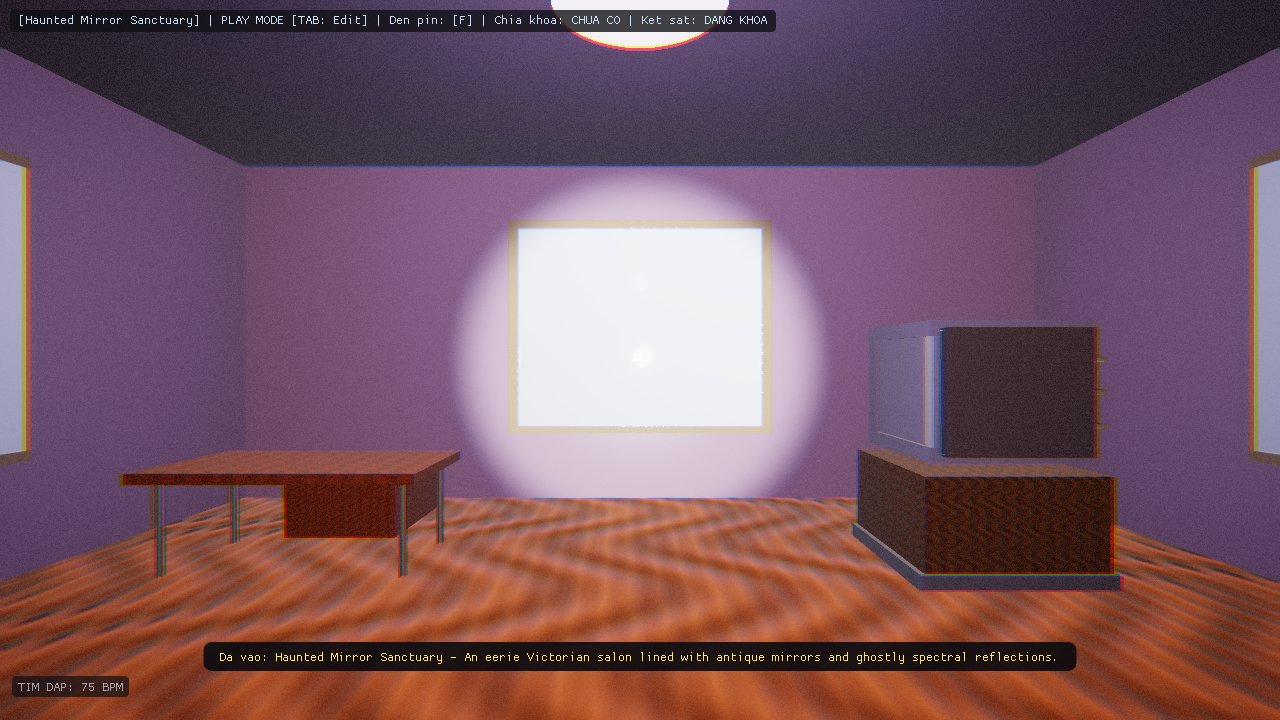 [Haunted Mirror Sanctuary] | PLAY MODE [TAB: Edit] | Den pin: [F] | Chia khoa: CHUA CO | Ket sat: DANG KHOA
Da vao: Haunted Mirror Sanctuary - An eerie Victorian salon lined with antique mirrors and ghostly spectral reflections.
TIM DAP: 75 BPM